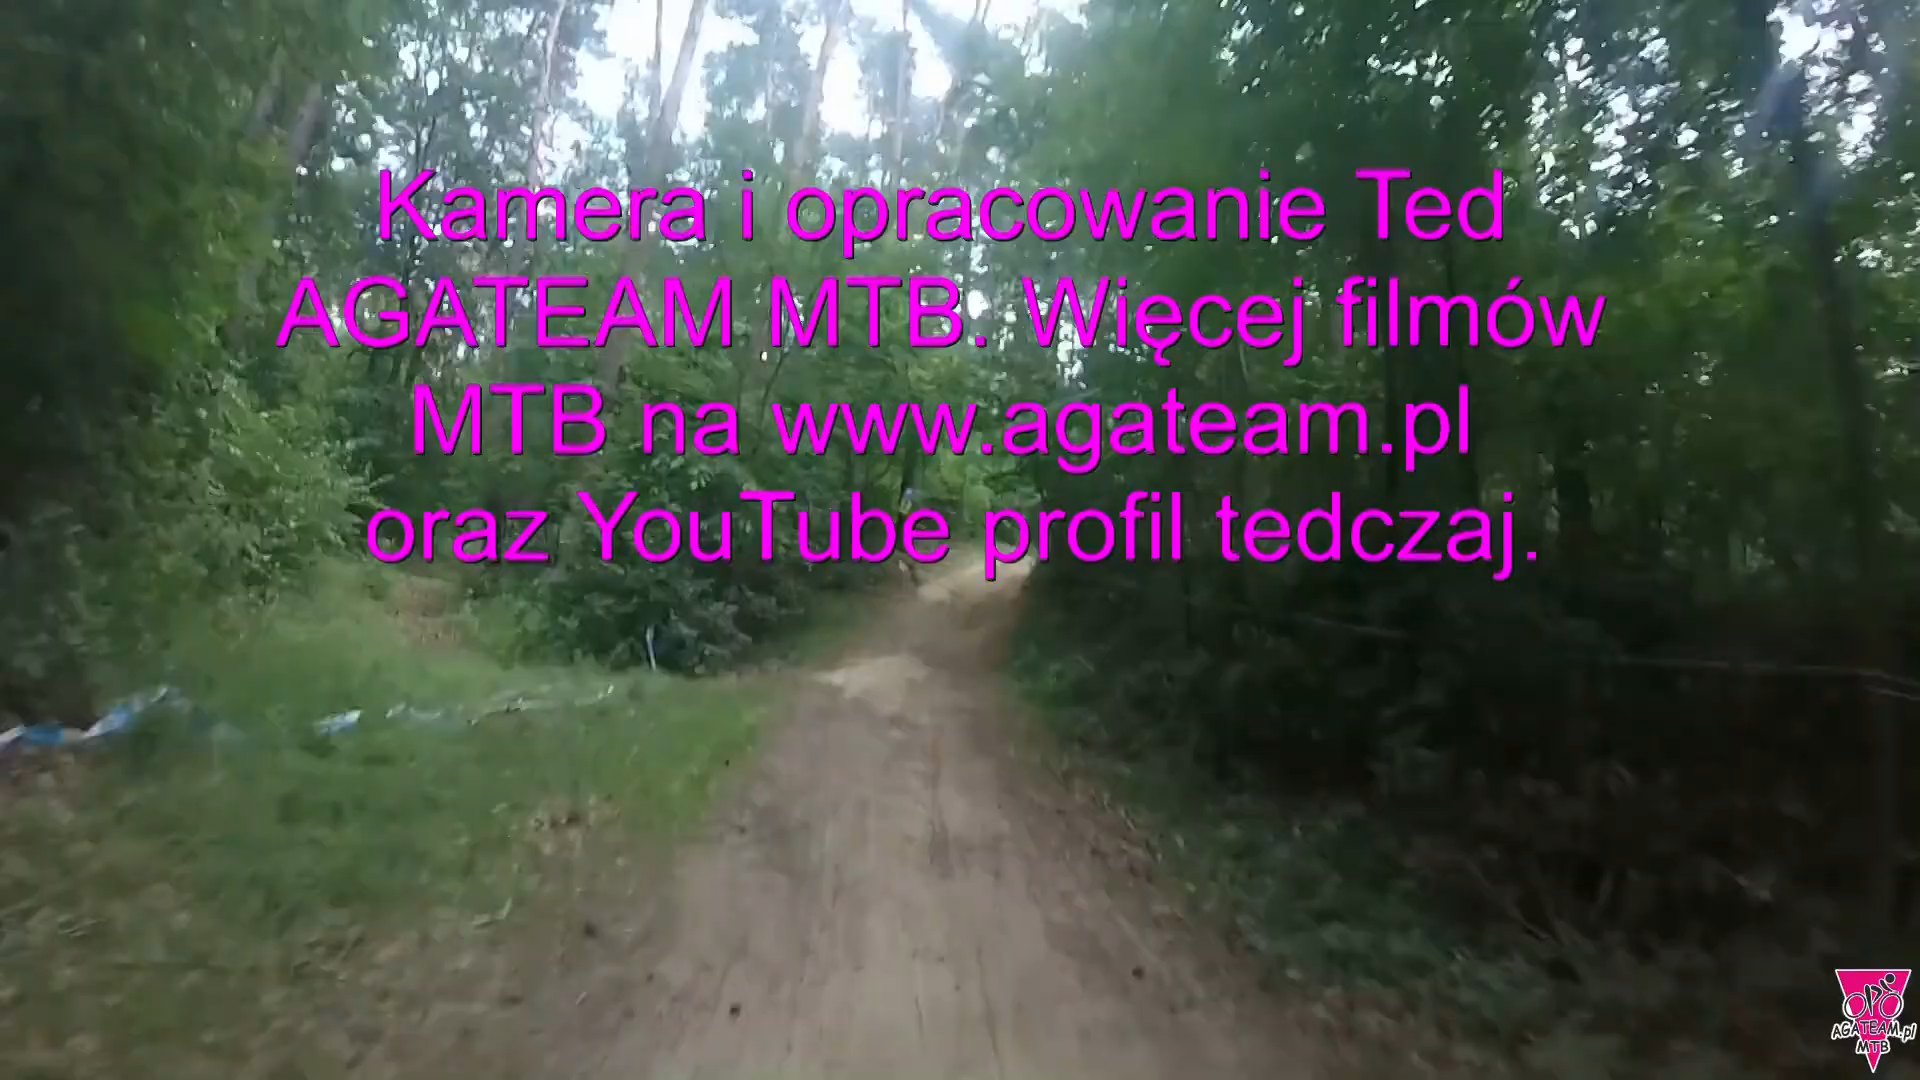 Kamera i opracowanie Ted
AGATEAM MTB. Więcej filmów
MTB na www.agateam.pl
oraz YouTube profil tedczaj.
AGATEAM.pl
MTB